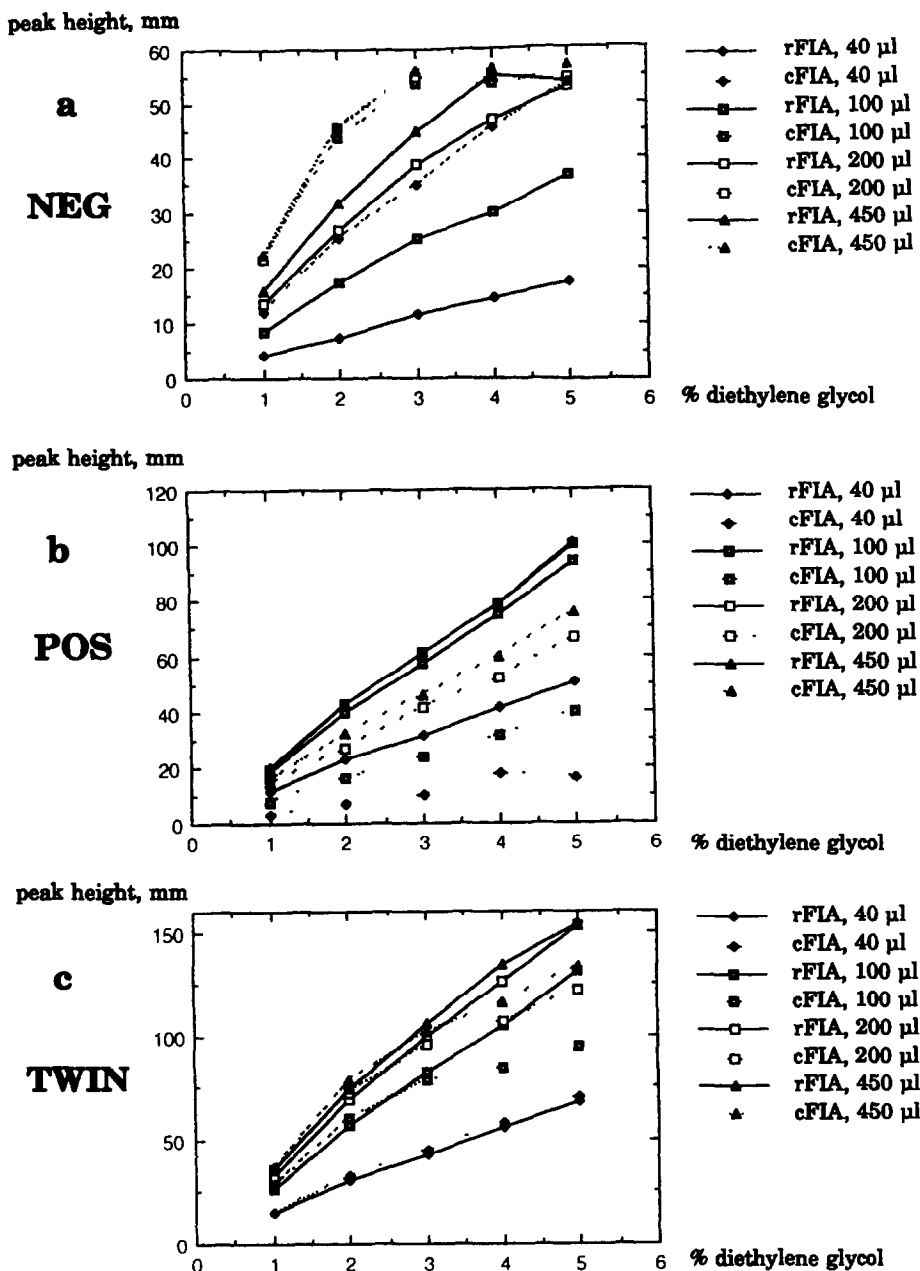 peak height, mm
60
50
40
30
20
10
0
0 1 2 3 4 5 6
% diethylene glycol
a
NEG
rFIA, 40 µl
cFIA, 40 µl
rFIA, 100 µl
cFIA, 100 µl
rFIA, 200 µl
cFIA, 200 µl
rFIA, 450 µl
cFIA, 450 µl
peak height, mm
120
100
80
60
40
20
0
0 1 2 3 4 5 6
% diethylene glycol
b
POS
rFIA, 40 µl
cFIA, 40 µl
rFIA, 100 µl
cFIA, 100 µl
rFIA, 200 µl
cFIA, 200 µl
rFIA, 450 µl
cFIA, 450 µl
peak height, mm
150
100
50
0
0 1 2 3 4 5 6
% diethylene glycol
c
TWIN
rFIA, 40 µl
cFIA, 40 µl
rFIA, 100 µl
cFIA, 100 µl
rFIA, 200 µl
cFIA, 200 µl
rFIA, 450 µl
cFIA, 450 µl